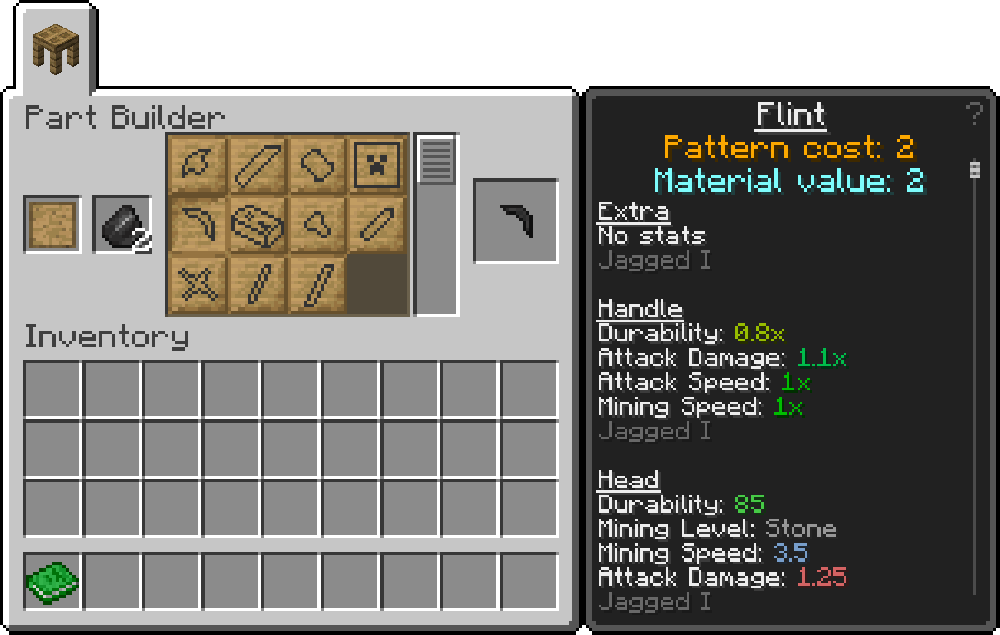 Part Builder
2
Inventory
Flint
?
Pattern cost: 2
Material value: 2
Extra
No stats
Jagged I
Handle
Durability: 0.8x
Attack Damage: 1.1x
Attack Speed: 1x
Mining Speed: 1x
Jagged I
Head
Durability: 85
Mining Level: Stone
Mining Speed: 3.5
Attack Damage: 1.25
Jagged I